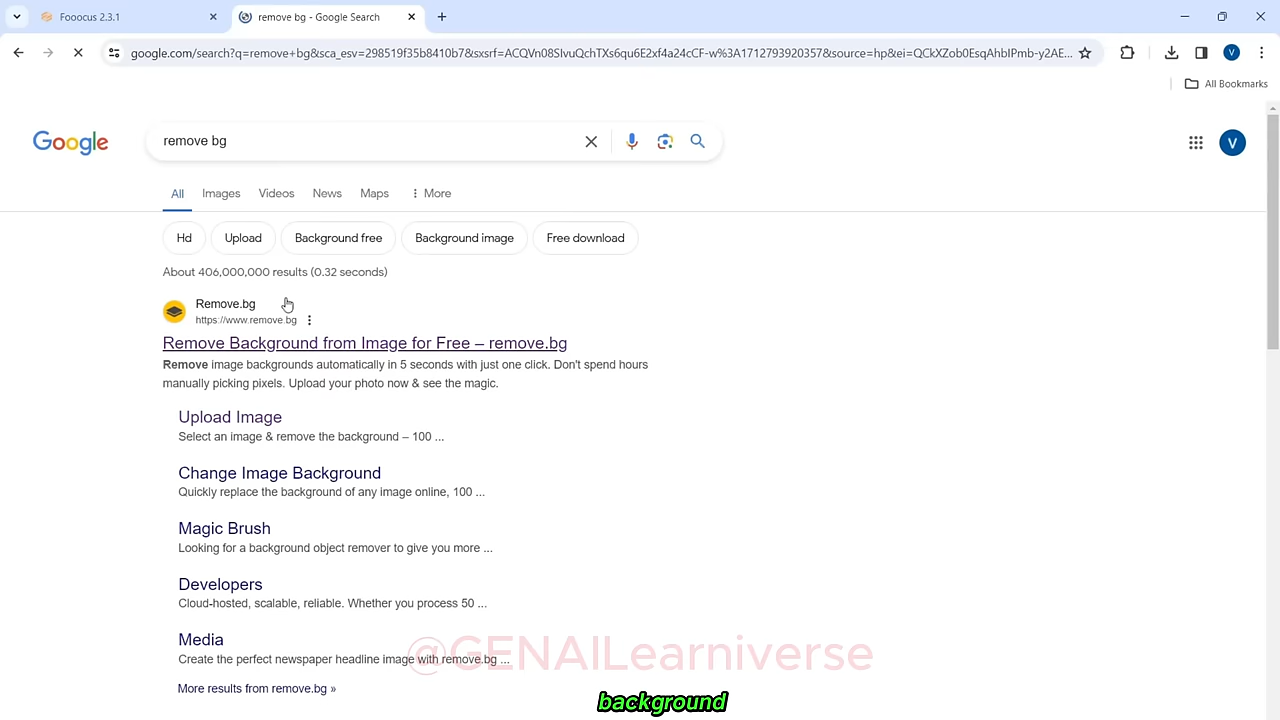 Fooocus 2.3.1
remove bg - Google Search
google.com/search?q=remove+bg&sca_esv=298519f35b8410b7&sxsrf=ACQVn08SIvuQchTXs6qu6E2xf4a24cCF-w%3A1712793920357&source=hp&ei=QCkXZob0EsqAhbIPmb-y2AE...
V
All Bookmarks
Google
remove bg
V
All
Images
Videos
News
Maps
More
Hd
Upload
Background free
Background image
Free download
About 406,000,000 results (0.32 seconds)
Remove.bg
https://www.remove.bg
Remove Background from Image for Free – remove.bg
Remove image backgrounds automatically in 5 seconds with just one click. Don't spend hours
manually picking pixels. Upload your photo now & see the magic.
Upload Image
Select an image & remove the background – 100 ...
Change Image Background
Quickly replace the background of any image online, 100 ...
Magic Brush
Looking for a background object remover to give you more ...
Developers
Cloud-hosted, scalable, reliable. Whether you process 50 ...
Media
Create the perfect newspaper headline image with remove.bg ...
@GENAILearniverse
More results from remove.bg »
background